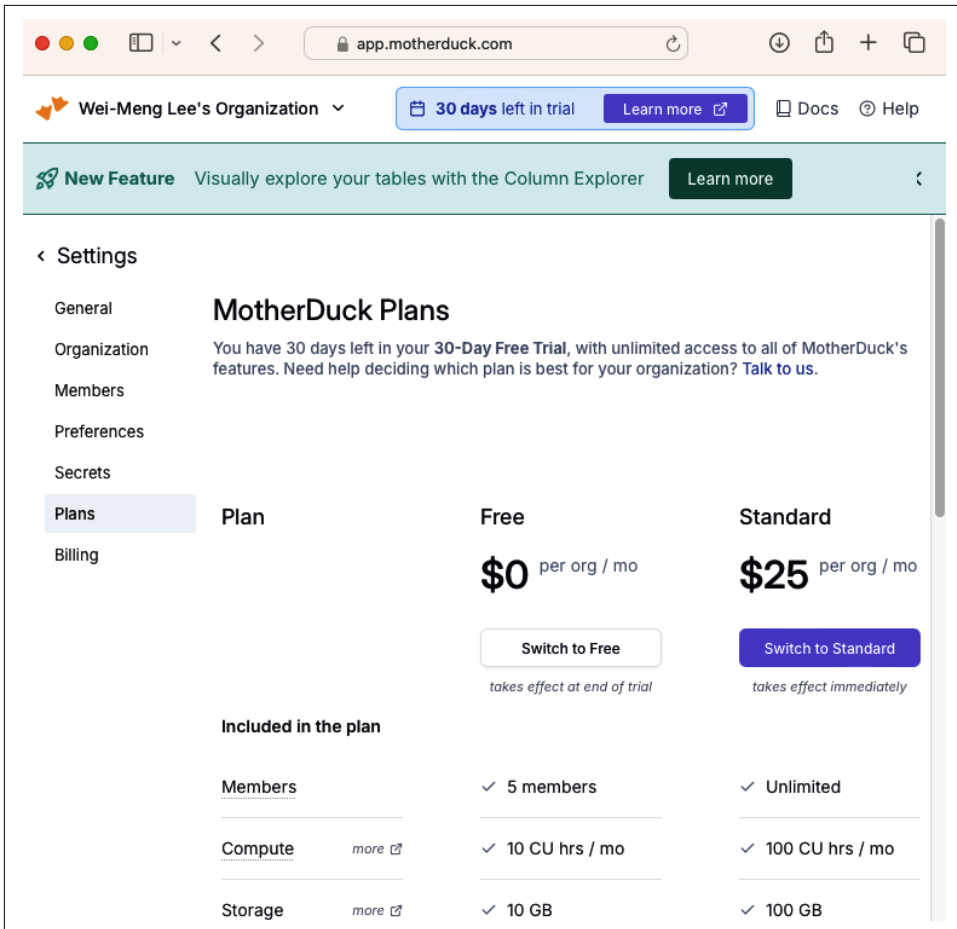 app.motherduck.com
Wei-Meng Lee's Organization
30 days left in trial
Learn more
Docs
Help
New Feature Visually explore your tables with the Column Explorer
Learn more
Settings
General
Organization
Members
Preferences
Secrets
Plans
Billing
MotherDuck Plans
You have 30 days left in your 30-Day Free Trial, with unlimited access to all of MotherDuck's
features. Need help deciding which plan is best for your organization? Talk to us.
Plan Free Standard
$0 per org / mo $25 per org / mo
Switch to Free Switch to Standard
takes effect at end of trial takes effect immediately
Included in the plan
Members 5 members Unlimited
Compute more 10 CU hrs / mo 100 CU hrs / mo
Storage more 10 GB 100 GB